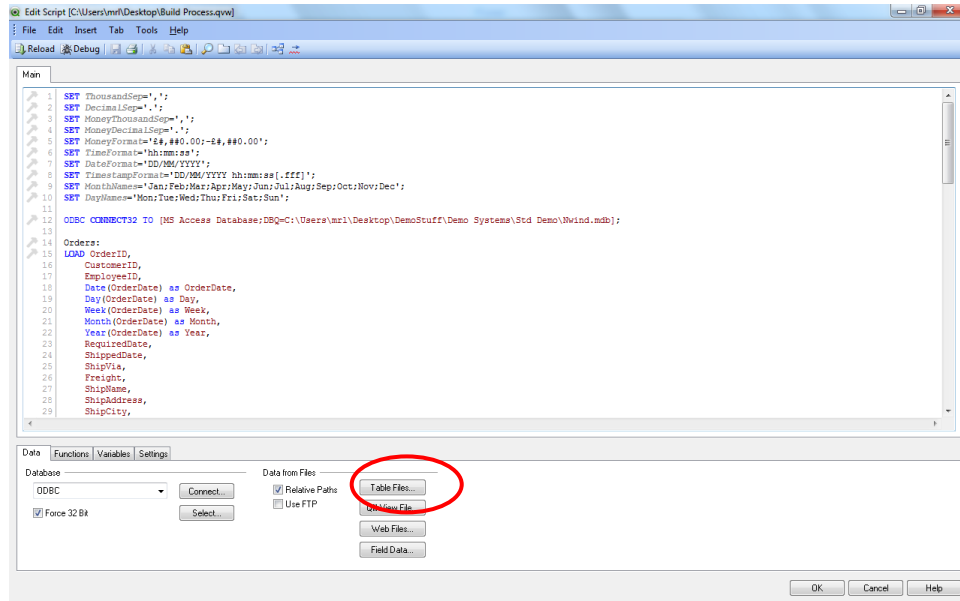 Edit Script [C:\Users\mrl\Desktop\Build Process.qvw]
File Edit Insert Tab Tools Help
Reload Debug
Main
1 SET ThousandSep=',';
2 SET DecimalSep='.';
3 SET MoneyThousandSep=',';
4 SET MoneyDecimalSep='.';
5 SET MoneyFormat='£#,##0.00;-£#,##0.00';
6 SET TimeFormat='hh:mm:ss';
7 SET DateFormat='DD/MM/YYYY';
8 SET TimestampFormat='DD/MM/YYYY hh:mm:ss[.fff]';
9 SET MonthNames='Jan;Feb;Mar;Apr;May;Jun;Jul;Aug;Sep;Oct;Nov;Dec';
10 SET DayNames='Mon;Tue;Wed;Thu;Fri;Sat;Sun';
11
12 ODBC CONNECT32 TO [MS Access Database;DBQ=C:\Users\mrl\Desktop\DemoStuff\Demo Systems\Std Demo\Nwind.mdb];
13
14 Orders:
15 LOAD OrderID,
16 CustomerID,
17 EmployeeID,
18 Date(OrderDate) as OrderDate,
19 Day(OrderDate) as Day,
20 Week(OrderDate) as Week,
21 Month(OrderDate) as Month,
22 Year(OrderDate) as Year,
23 RequiredDate,
24 ShippedDate,
25 ShipVia,
26 Freight,
27 ShipName,
28 ShipAddress,
29 ShipCity,
Data Functions Variables Settings
Database Data from Files
ODBC Connect... Relative Paths Table Files...
Force 32 Bit Select... Use FTP View File...
Web Files...
Field Data...
OK Cancel Help